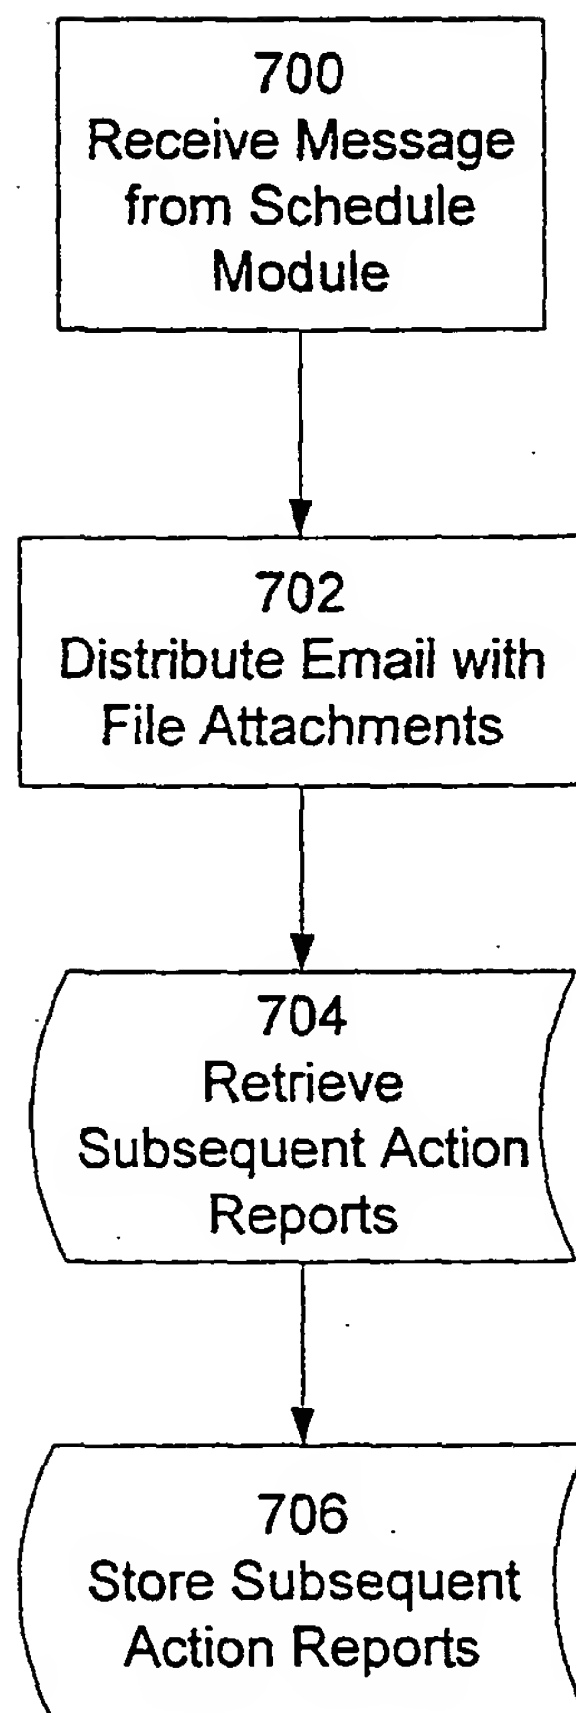 700
Receive Message
from Schedule
Module
702
Distribute Email with
File Attachments
704
Retrieve
Subsequent Action
Reports
706
Store Subsequent
Action Reports